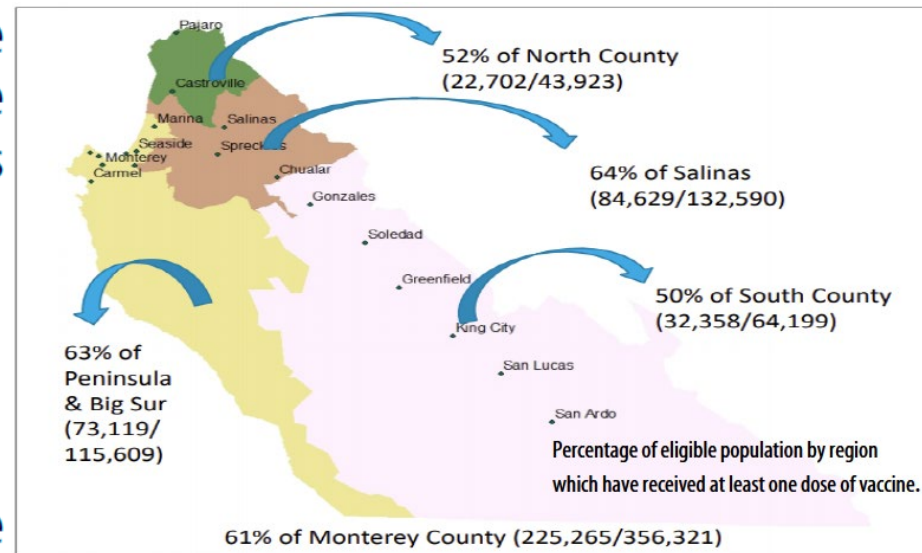 Pajaro
52% of North County
(22,702/43,923)
Castroville
Marina
Salinas
Seaside
Spreckels
Monterey
Carmel
Chualar
64% of Salinas
(84,629/132,590)
Gonzales
Soledad
Greenfield
50% of South County
(32,358/64,199)
King City
63% of
Peninsula
& Big Sur
(73,119/
115,609)
San Lucas
San Ardo
Percentage of eligible population by region
which have received at least one dose of vaccine.
61% of Monterey County (225,265/356,321)